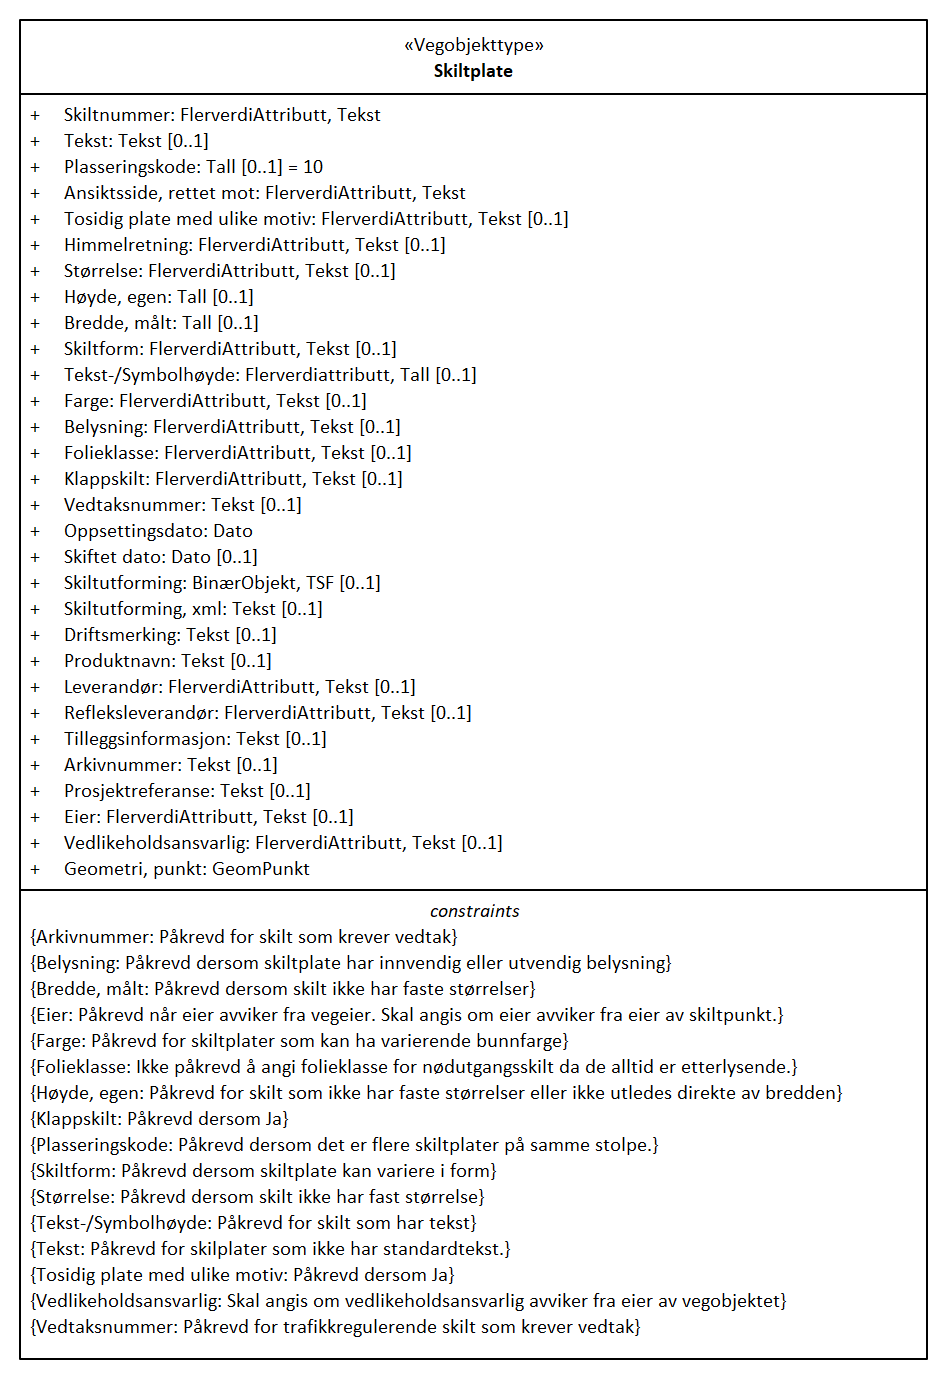 «Vegobjekttype»
Skiltplate
+ Skiltnummer: FlerverdiAttributt, Tekst
+ Tekst: Tekst [0..1]
+ Plasseringskode: Tall [0..1] = 10
+ Ansiktsside, rettet mot: FlerverdiAttributt, Tekst
+ Tosidig plate med ulike motiv: FlerverdiAttributt, Tekst [0..1]
+ Himmelretning: FlerverdiAttributt, Tekst [0..1]
+ Størrelse: FlerverdiAttributt, Tekst [0..1]
+ Høyde, egen: Tall [0..1]
+ Bredde, målt: Tall [0..1]
+ Skiltform: FlerverdiAttributt, Tekst [0..1]
+ Tekst-/Symbolhøyde: Flerverdiattributt, Tall [0..1]
+ Farge: FlerverdiAttributt, Tekst [0..1]
+ Belysning: FlerverdiAttributt, Tekst [0..1]
+ Folieklasse: FlerverdiAttributt, Tekst [0..1]
+ Klappskilt: FlerverdiAttributt, Tekst [0..1]
+ Vedtaksnummer: Tekst [0..1]
+ Oppsettingsdato: Dato
+ Skiftet dato: Dato [0..1]
+ Skiltutforming: BinærObjekt, TSF [0..1]
+ Skiltutforming, xml: Tekst [0..1]
+ Driftsmerking: Tekst [0..1]
+ Produktnavn: Tekst [0..1]
+ Leverandør: FlerverdiAttributt, Tekst [0..1]
+ Refleksleverandør: FlerverdiAttributt, Tekst [0..1]
+ Tilleggsinformasjon: Tekst [0..1]
+ Arkivnummer: Tekst [0..1]
+ Prosjektreferanse: Tekst [0..1]
+ Eier: FlerverdiAttributt, Tekst [0..1]
+ Vedlikeholdsansvarlig: FlerverdiAttributt, Tekst [0..1]
+ Geometri, punkt: GeomPunkt
constraints
{Arkivnummer: Påkrevd for skilt som krever vedtak}
{Belysning: Påkrevd dersom skiltplate har innvendig eller utvendig belysning}
{Bredde, målt: Påkrevd dersom skilt ikke har faste størrelser}
{Eier: Påkrevd når eier avviker fra vegeier. Skal angis om eier avviker fra eier av skiltpunkt.}
{Farge: Påkrevd for skiltplater som kan ha varierende bunnfarge}
{Folieklasse: Ikke påkrevd å angi folieklasse for nødutgangsskilt da de alltid er etterlysende.}
{Høyde, egen: Påkrevd for skilt som ikke har faste størrelser eller ikke utledes direkte av bredden}
{Klappskilt: Påkrevd dersom Ja}
{Plasseringskode: Påkrevd dersom det er flere skiltplater på samme stolpe.}
{Skiltform: Påkrevd dersom skiltplate kan variere i form}
{Størrelse: Påkrevd dersom skilt ikke har fast størrelse}
{Tekst-/Symbolhøyde: Påkrevd for skilt som har tekst}
{Tekst: Påkrevd for skilplater som ikke har standardtekst.}
{Tosidig plate med ulike motiv: Påkrevd dersom Ja}
{Vedlikeholdsansvarlig: Skal angis om vedlikeholdsansvarlig avviker fra eier av vegobjektet}
{Vedtaksnummer: Påkrevd for trafikkregulerende skilt som krever vedtak}